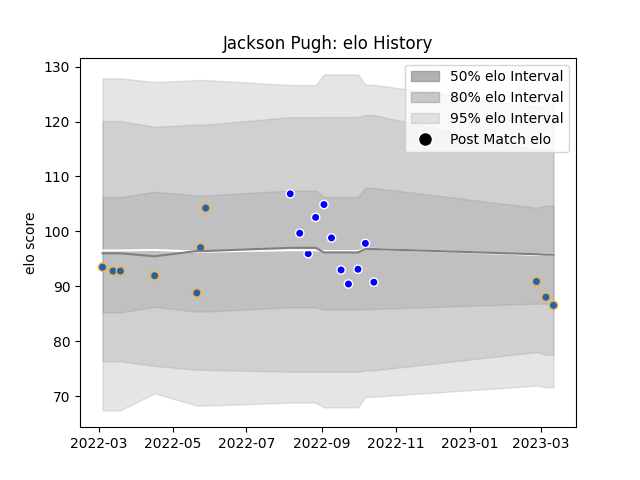 Jackson Pugh: elo History
50% elo Interval
80% elo Interval
95% elo Interval
Post Match elo
elo score
130
120
110
100
90
80
70
2022-03 2022-05 2022-07 2022-09 2022-11 2023-01 2023-03